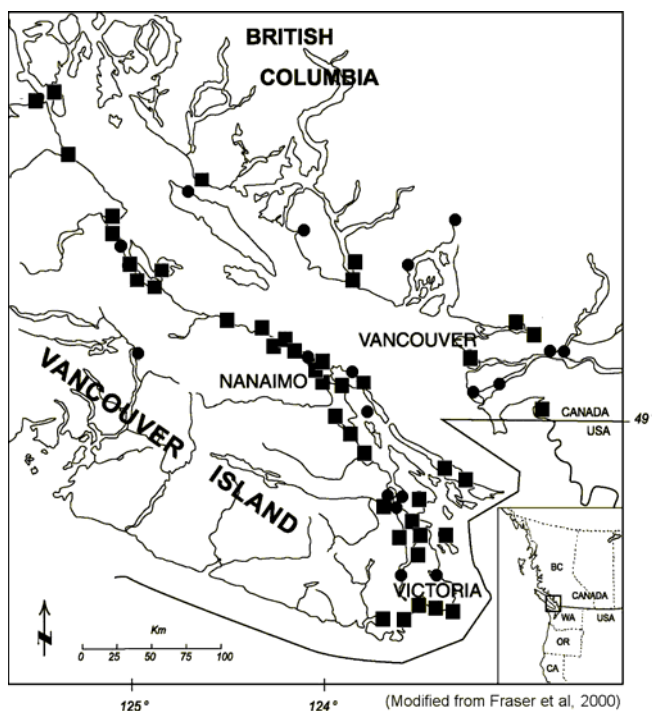 BRITISH
COLUMBIA
VANCOUVER
NANAIMO
VANCOUVER
ISLAND
CANADA
USA
49
VICTORIA
BC
CANADA
USA
WA
OR
CA
N
Km
0 25 50 75 100
125° 124°
(Modified from Fraser et al, 2000)